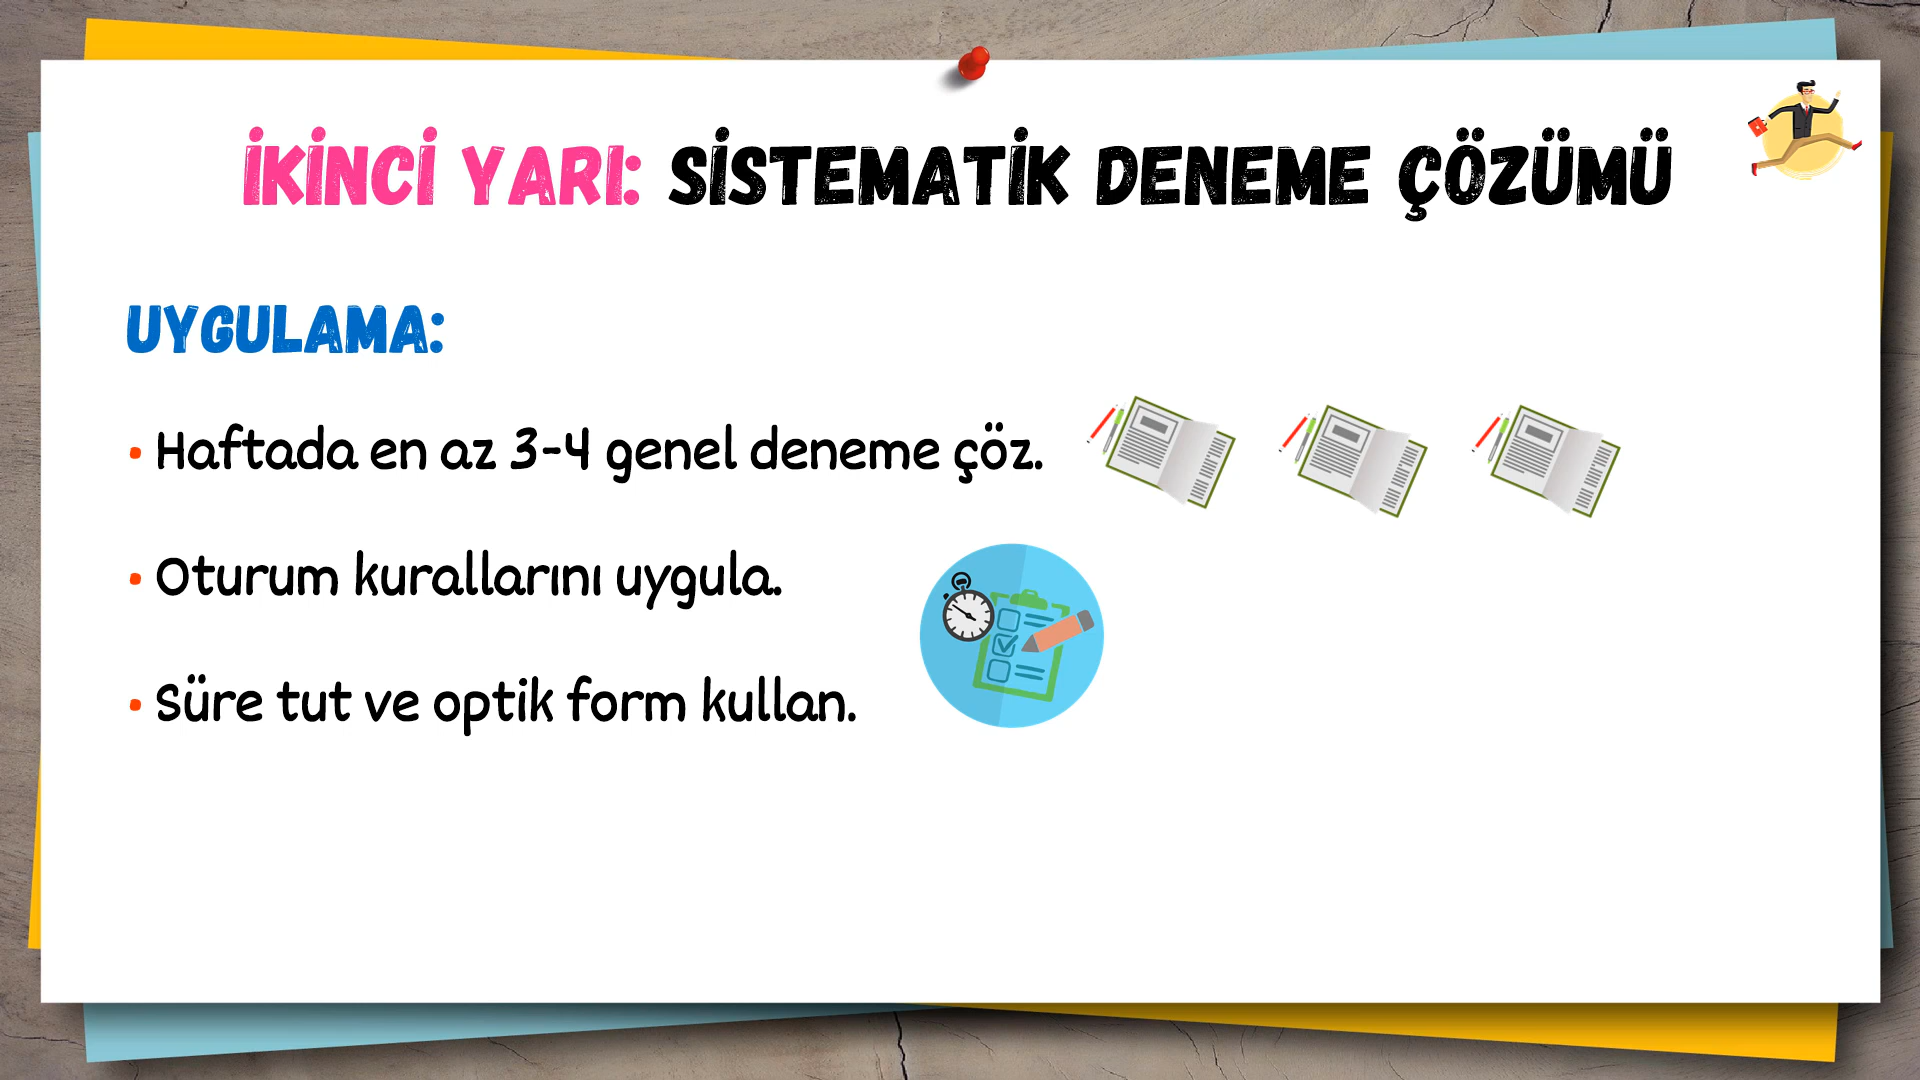 İKİNCİ YARI: SİSTEMATİK DENEME ÇÖZÜMÜ
UYGULAMA:
• Haftada en az 3-4 genel deneme çöz.
• Oturum kurallarını uygula.
• Süre tut ve optik form kullan.